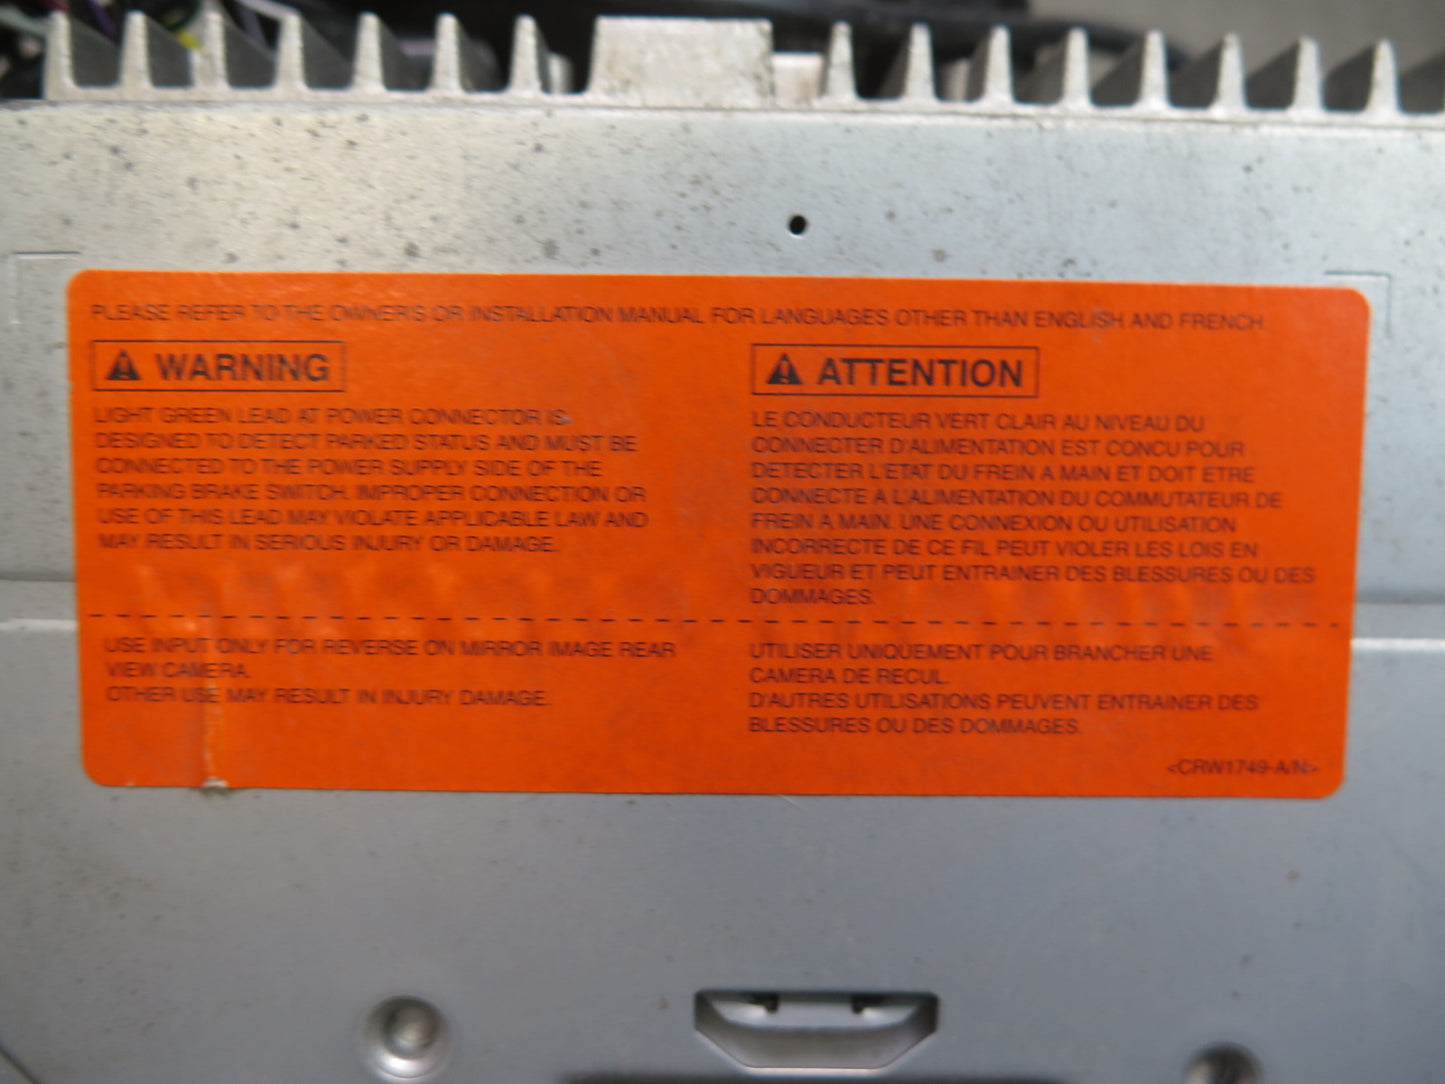 PLEASE REFER TO THE OWNER'S OR INSTALLATION MANUAL FOR LANGUAGES OTHER THAN ENGLISH AND FRENCH.
WARNING
LIGHT GREEN LEAD AT POWER CONNECTOR IS
DESIGNED TO DETECT PARKED STATUS AND MUST BE
CONNECTED TO THE POWER SUPPLY SIDE OF THE
PARKING BRAKE SWITCH. IMPROPER CONNECTION OR
USE OF THIS LEAD MAY VIOLATE APPLICABLE LAW AND
MAY RESULT IN SERIOUS INJURY OR DAMAGE.
USE INPUT ONLY FOR REVERSE ON MIRROR IMAGE REAR
VIEW CAMERA.
OTHER USE MAY RESULT IN INJURY DAMAGE.
ATTENTION
LE CONDUCTEUR VERT CLAIR AU NIVEAU DU
CONNECTER D'ALIMENTATION EST CONCU POUR
DETECTER L'ETAT DU FREIN A MAIN ET DOIT ETRE
CONNECTE A L'ALIMENTATION DU COMMUTATEUR DE
FREIN A MAIN. UNE CONNEXION OU UTILISATION
INCORRECTE DE CE FIL PEUT VIOLER LES LOIS EN
VIGUEUR ET PEUT ENTRAINER DES BLESSURES OU DES
DOMMAGES.
UTILISER UNIQUEMENT POUR BRANCHER UNE
CAMERA DE RECUL.
D'AUTRES UTILISATIONS PEUVENT ENTRAINER DES
BLESSURES OU DES DOMMAGES.
<CRW1749-A/N>